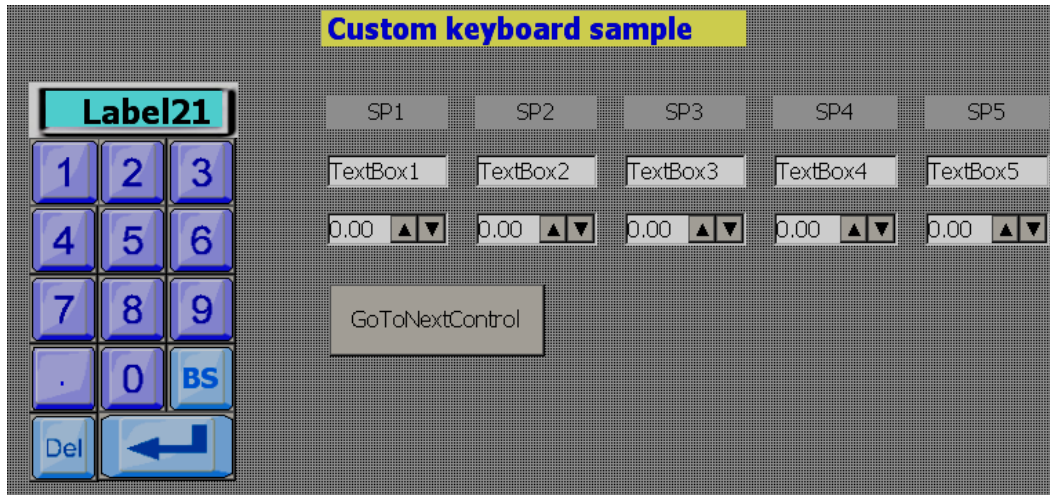 Custom keyboard sample
Label21
SP1 SP2 SP3 SP4 SP5
1 2 3
TextBox1 TextBox2 TextBox3 TextBox4 TextBox5
4 5 6
0.00 0.00 0.00 0.00 0.00
7 8 9
GoToNextControl
. 0 BS
Del